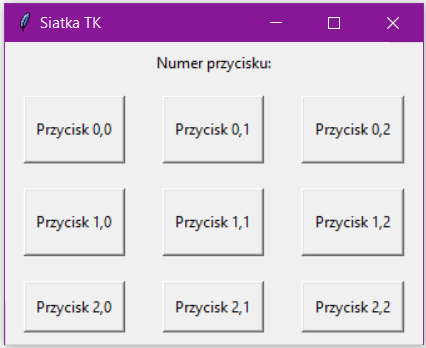 Siatka TK
Numer przycisku:
Przycisk 0,0 Przycisk 0,1 Przycisk 0,2
Przycisk 1,0 Przycisk 1,1 Przycisk 1,2
Przycisk 2,0 Przycisk 2,1 Przycisk 2,2